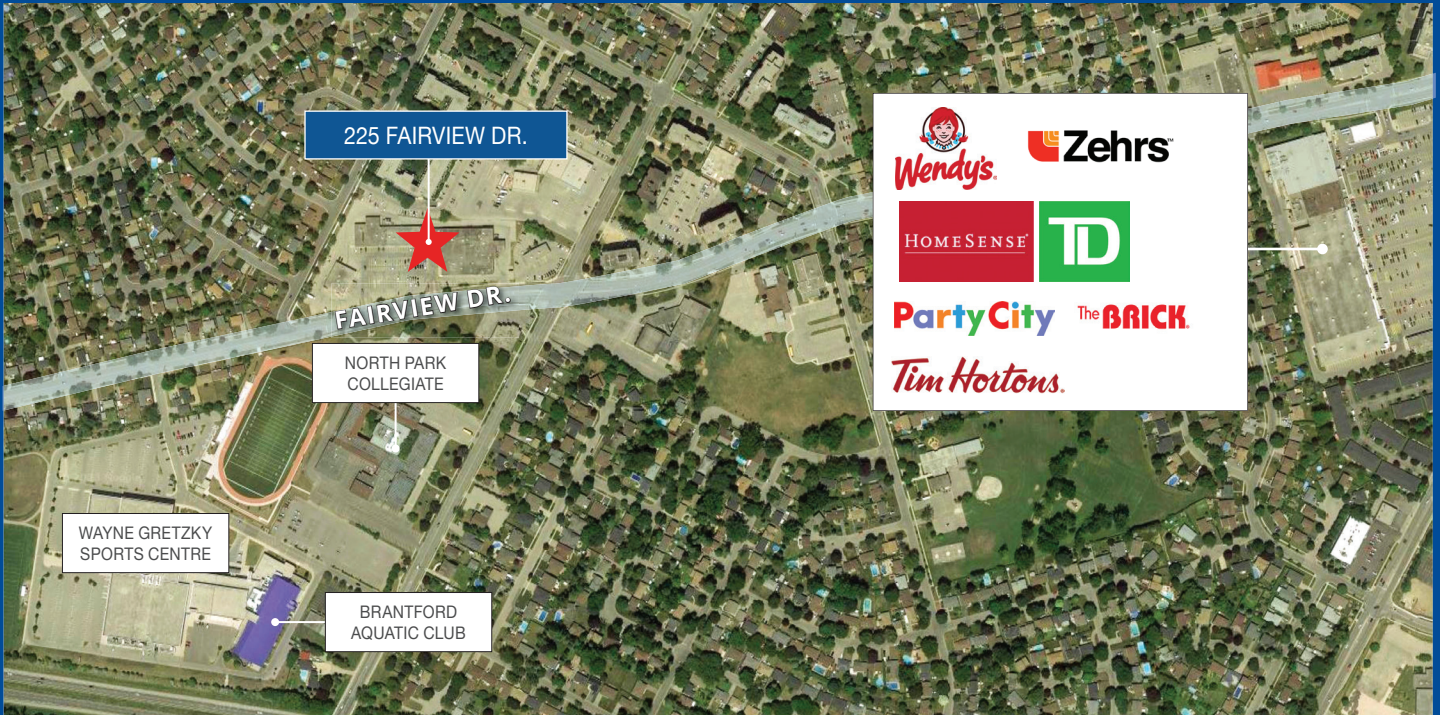 225 FAIRVIEW DR.
Wendy's
Zehrs™
HOMESENSE
TD
Party City
The BRICK
Tim Hortons
FAIRVIEW DR.
NORTH PARK
COLLEGIATE
WAYNE GRETZKY
SPORTS CENTRE
BRANTFORD
AQUATIC CLUB